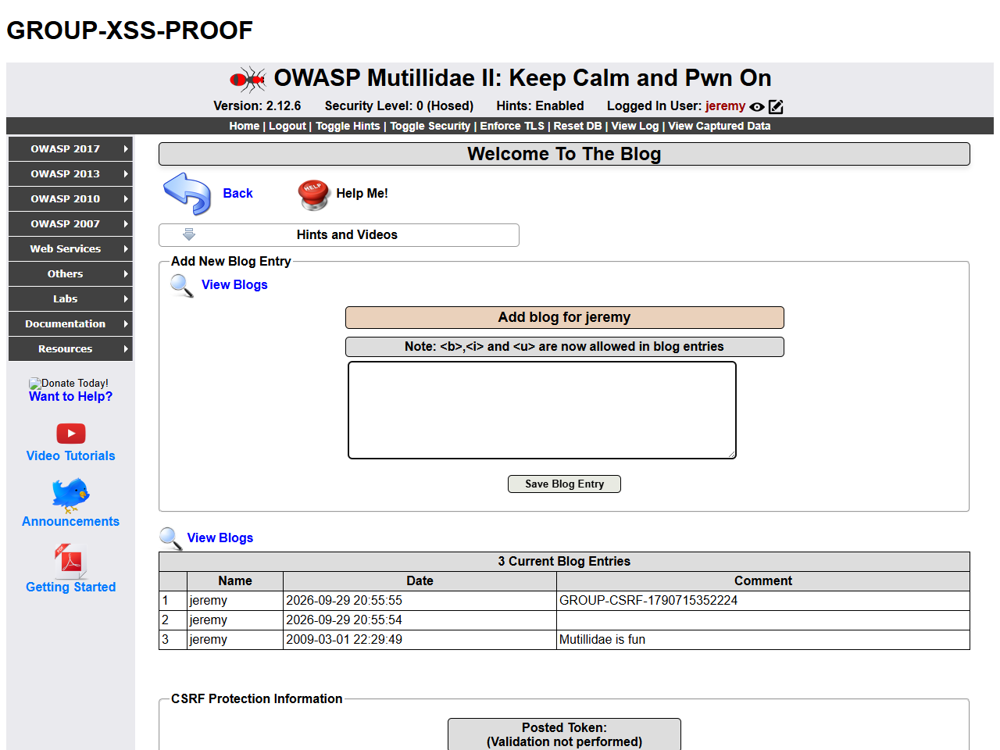 GROUP-XSS-PROOF
OWASP Mutillidae II: Keep Calm and Pwn On
Version: 2.12.6 Security Level: 0 (Hosed) Hints: Enabled Logged In User: jeremy
Home | Logout | Toggle Hints | Toggle Security | Enforce TLS | Reset DB | View Log | View Captured Data
OWASP 2017
OWASP 2013
OWASP 2010
OWASP 2007
Web Services
Others
Labs
Documentation
Resources
Donate Today!
Want to Help?
Video Tutorials
Announcements
Getting Started
Welcome To The Blog
Back
HELP
Help Me!
Hints and Videos
Add New Blog Entry
View Blogs
Add blog for jeremy
Note: <b>,<i> and <u> are now allowed in blog entries
Save Blog Entry
View Blogs
3 Current Blog Entries
Name Date Comment
1 jeremy 2026-09-29 20:55:55 GROUP-CSRF-1790715352224
2 jeremy 2026-09-29 20:55:54
3 jeremy 2009-03-01 22:29:49 Mutillidae is fun
CSRF Protection Information
Posted Token:
(Validation not performed)